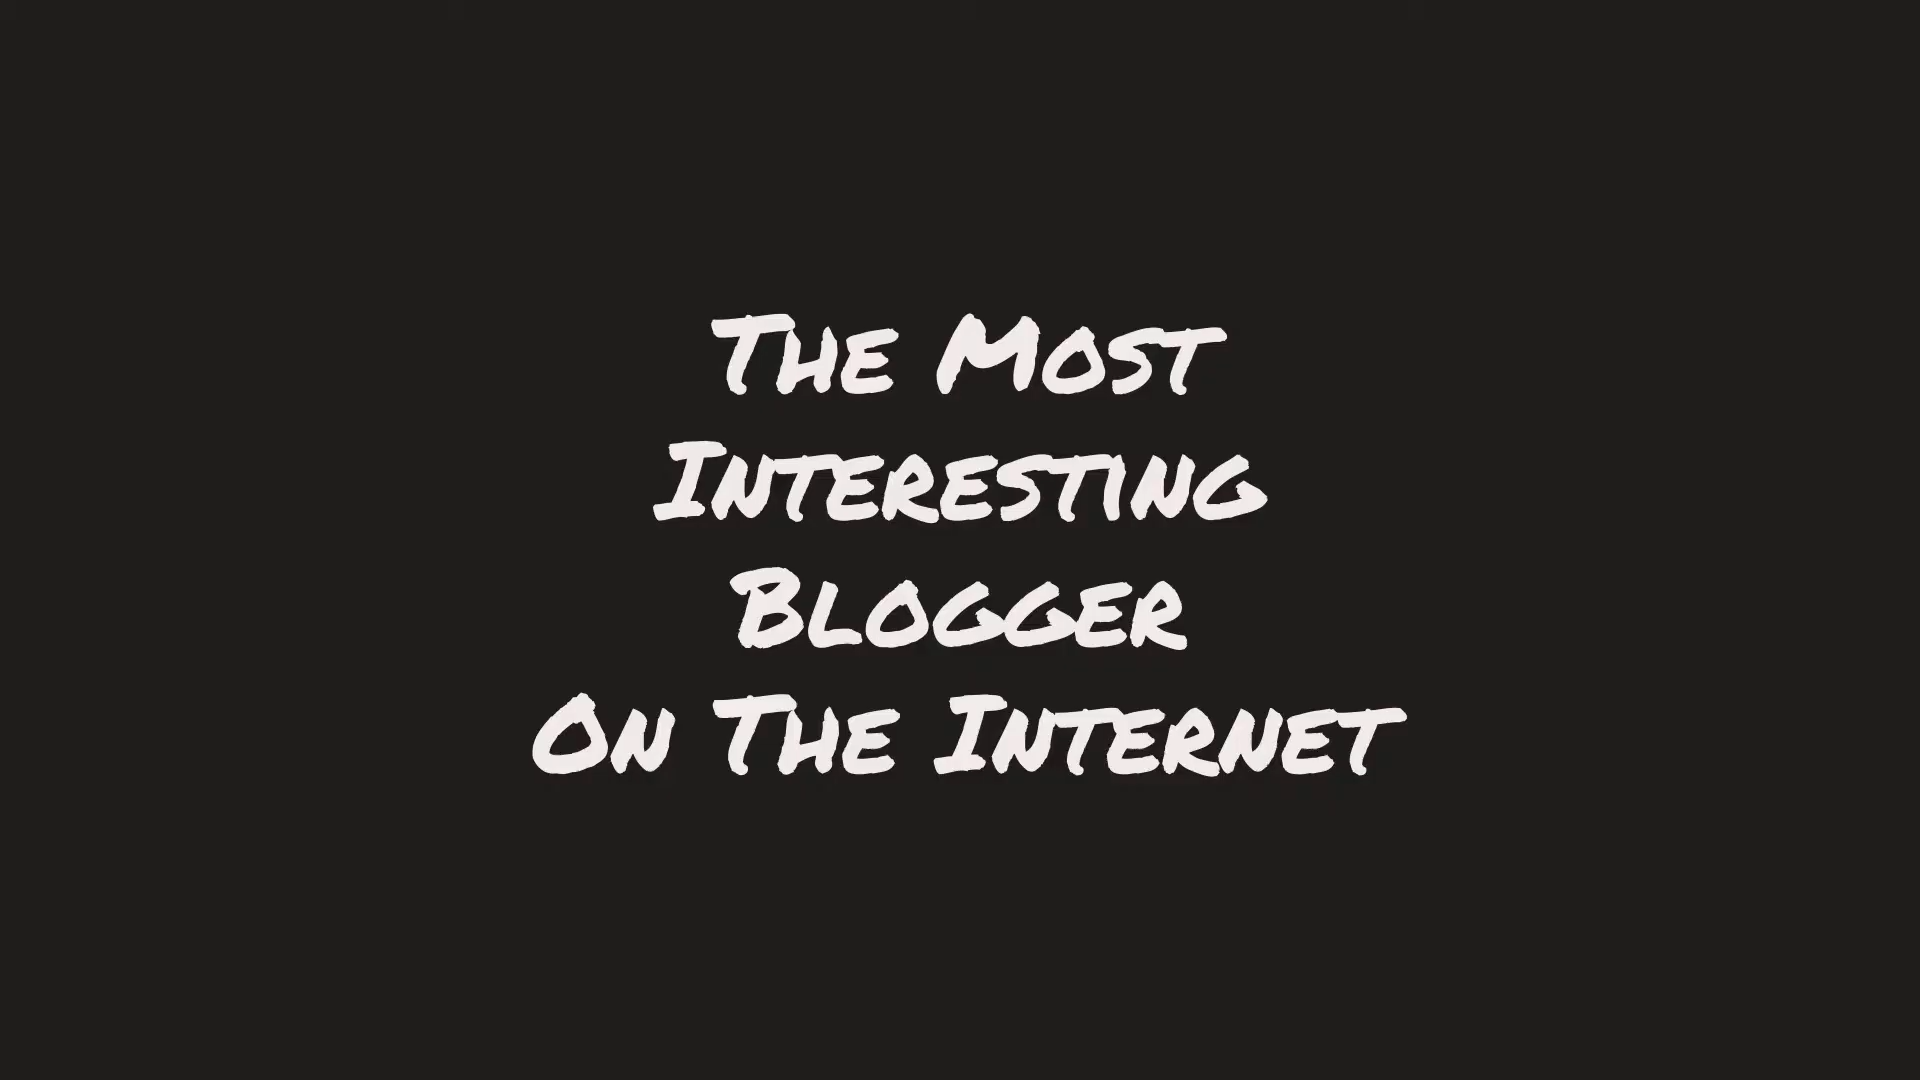 The Most
Interesting
Blogger
On The Internet